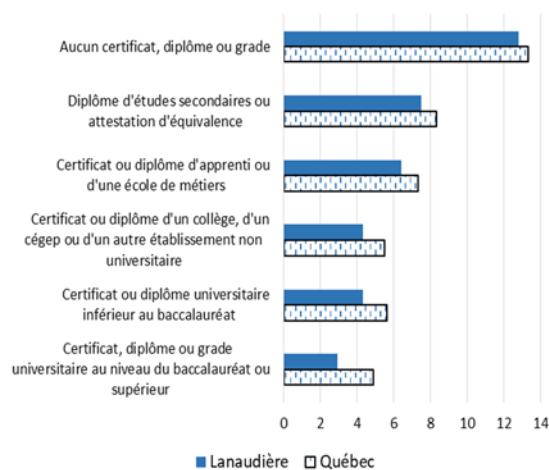 Aucun certificat, diplôme ou grade
Diplôme d'études secondaires ou
attestation d'équivalence
Certificat ou diplôme d'apprenti ou
d'une école de métiers
Certificat ou diplôme d'un collège, d'un
cégep ou d'un autre établissement non
universitaire
Certificat ou diplôme universitaire
inférieur au baccalauréat
Certificat, diplôme ou grade
universitaire au niveau du baccalauréat ou
supérieur
0 2 4 6 8 10 12 14
Lanaudière Québec